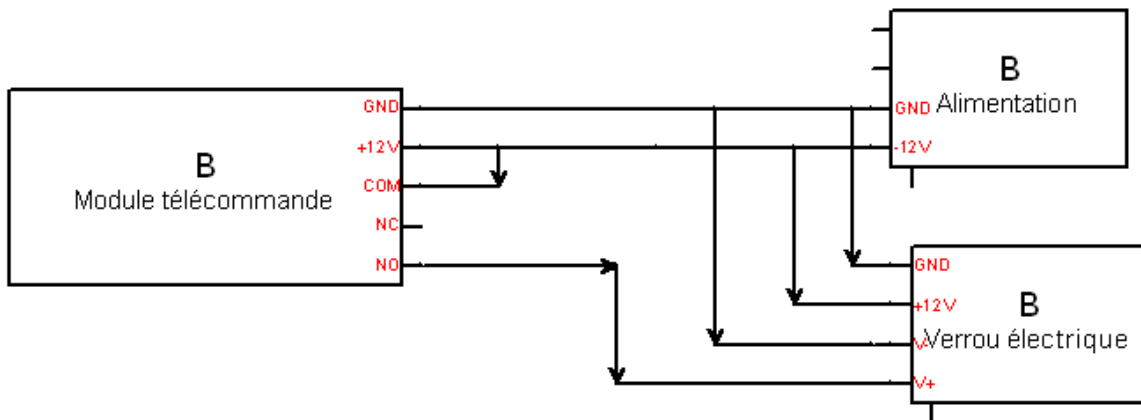 B
Module télécommande
GND
+12V
COM
NC
NO
B
Alimentation
GND
-12V
B
Verrou électrique
GND
+12V
V-
V+